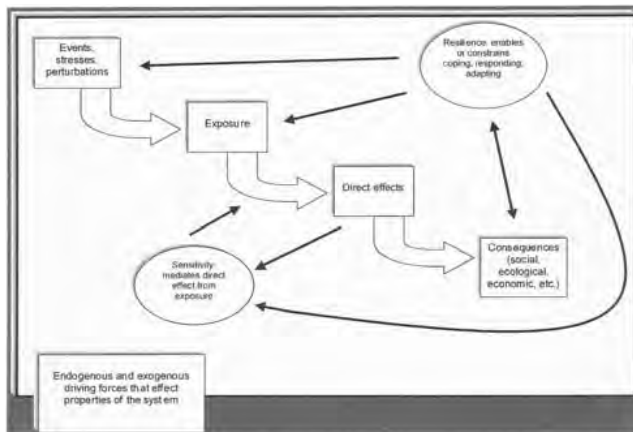 Events,
stresses,
perturbations
Resilience: enables
or constrains
coping, responding,
adapting
Exposure
Direct effects
Sensitivity
mediates direct
effect from
exposure
Consequences
(social,
ecological,
economic, etc.)
Endogenous and exogenous
driving forces that effect
properties of the system